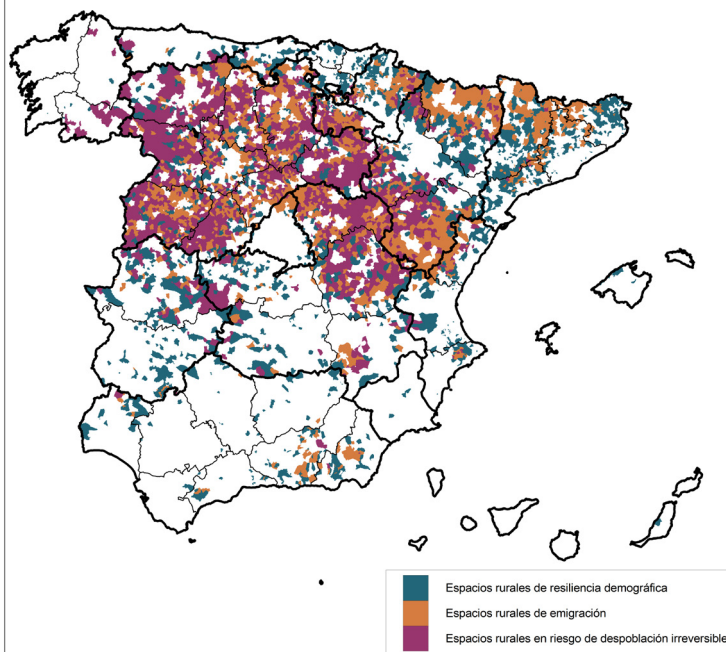 Espacios rurales de resiliencia demográfica
Espacios rurales de emigración
Espacios rurales en riesgo de despoblación irreversible